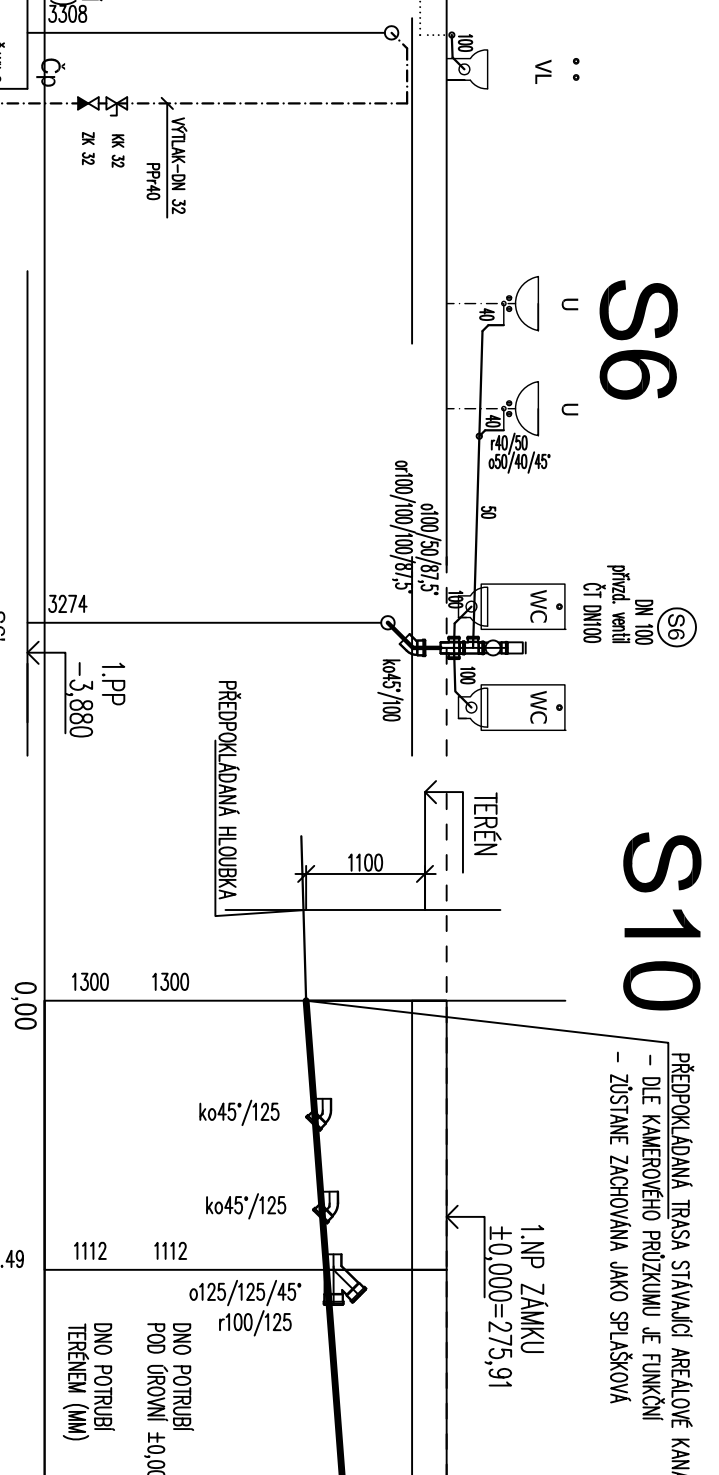 3308
Čp
VÝTLAK-DN 32
PPr40
KK 32
ZK 32
100
VL
S6
U
40
U
40
r40/50
o50/40/45°
50
o100/50/87,5°
or100/100/100/87,5°
S6
DN 100
přivzd. ventil
ČT DN100
WC
100
WC
100
ko45°/100
3274
1.PP
-3,880
S10
TERÉN
1100
PŘEDPOKLÁDANÁ HLOUBKA
PŘEDPOKLÁDANÁ TRASA STÁVAJÍCÍ AREÁLOVÉ KANA
- DLE KAMEROVÉHO PRŮZKUMU JE FUNKČNÍ
- ZŮSTANE ZACHOVÁNA JAKO SPLAŠKOVÁ
0,00
1300
1300
ko45°/125
ko45°/125
1.NP ZÁMKU
±0,000=275,91
.49
1112
1112
o125/125/45°
r100/125
DNO POTRUBÍ
POD ÚROVNÍ ±0,00
DNO POTRUBÍ
TERÉNEM (MM)